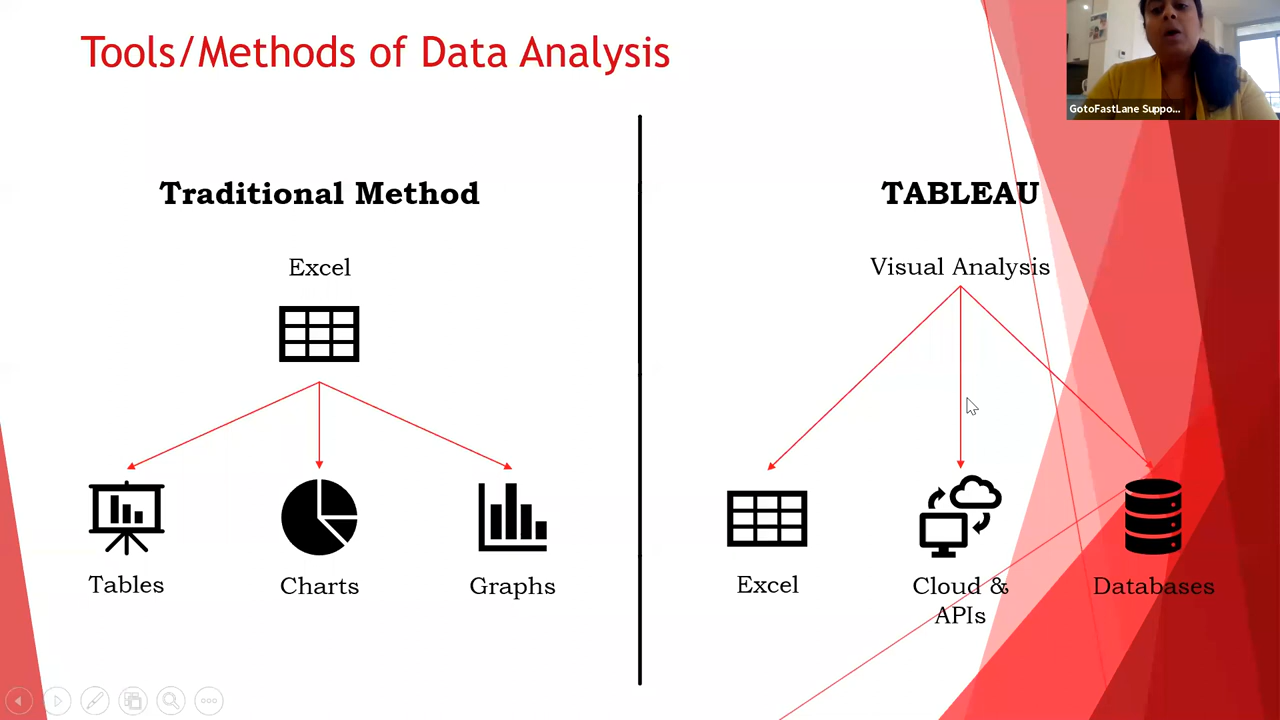 Tools/Methods of Data Analysis
GotoFastLane Suppo...
Traditional Method
Excel
Tables
Charts
Graphs
TABLEAU
Visual Analysis
Excel
Cloud &
APIs
Databases